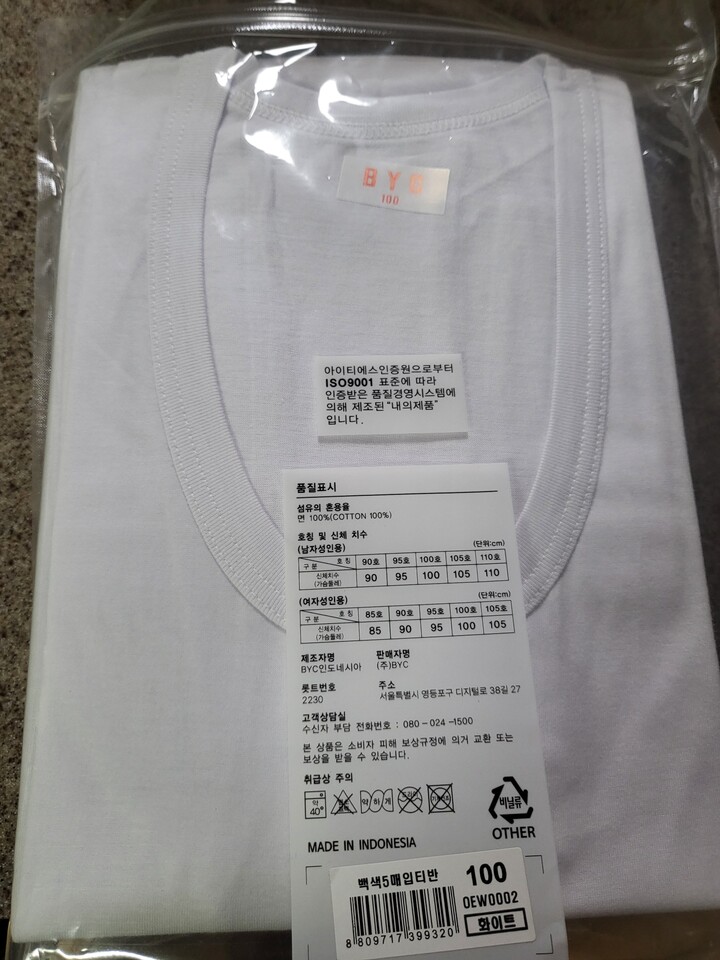 BYC
100
아이티에스인증원으로부터
ISO9001 표준에 따라
인증받은 품질경영시스템에
의해 제조된 "내의제품"
입니다.
품질표시
섬유의 혼용율
면 100%(COTTON 100%)
호칭 및 신체 치수
(남자성인용) (단위:cm)
구 분 호 칭 90호 95호 100호 105호 110호
신체치수 (가슴둘레) 90 95 100 105 110
(여자성인용) (단위:cm)
구 분 호 칭 85호 90호 95호 100호 105호
신체치수 (가슴둘레) 85 90 95 100 105
제조자명 판매자명
BYC인도네시아 (주)BYC
롯트번호 주소
2230 서울특별시 영등포구 디지털로 38길 27
고객상담실
수신자 부담 전화번호 : 080-024-1500
본 상품은 소비자 피해 보상규정에 의거 교환 또는
보상을 받을 수 있습니다.
취급상 주의
약 40° 약하게
비닐류
OTHER
MADE IN INDONESIA
백색5매입티반 100
OEW0002
화이트
8 809717 399320